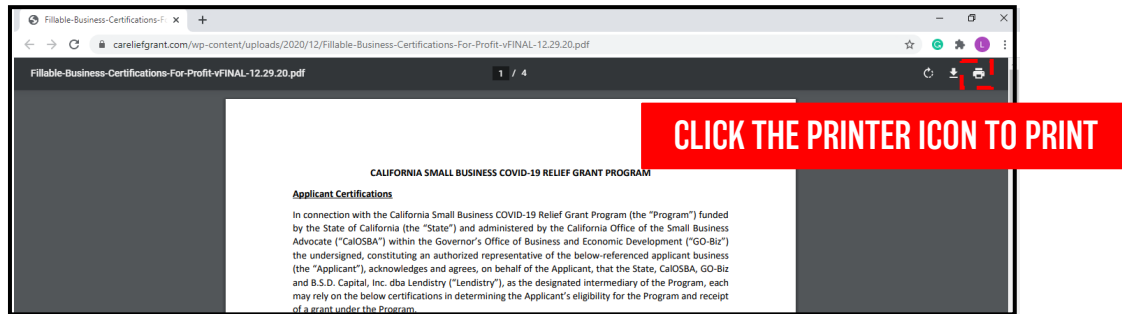 Fillable-Business-Certifications-F
careliefgrant.com/wp-content/uploads/2020/12/Fillable-Business-Certifications-For-Profit-vFINAL-12.29.20.pdf
L
Fillable-Business-Certifications-For-Profit-vFINAL-12.29.20.pdf
1 / 4
CLICK THE PRINTER ICON TO PRINT
CALIFORNIA SMALL BUSINESS COVID-19 RELIEF GRANT PROGRAM
Applicant Certifications
In connection with the California Small Business COVID-19 Relief Grant Program (the “Program”) funded
by the State of California (the “State”) and administered by the California Office of the Small Business
Advocate (“CalOSBA”) within the Governor’s Office of Business and Economic Development (“GO-Biz”)
the undersigned, constituting an authorized representative of the below-referenced applicant business
(the “Applicant”), acknowledges and agrees, on behalf of the Applicant, that the State, CalOSBA, GO-Biz
and B.S.D. Capital, Inc. dba Lendistry (“Lendistry”), as the designated intermediary of the Program, each
may rely on the below certifications in determining the Applicant’s eligibility for the Program and receipt
of a grant under the Program.